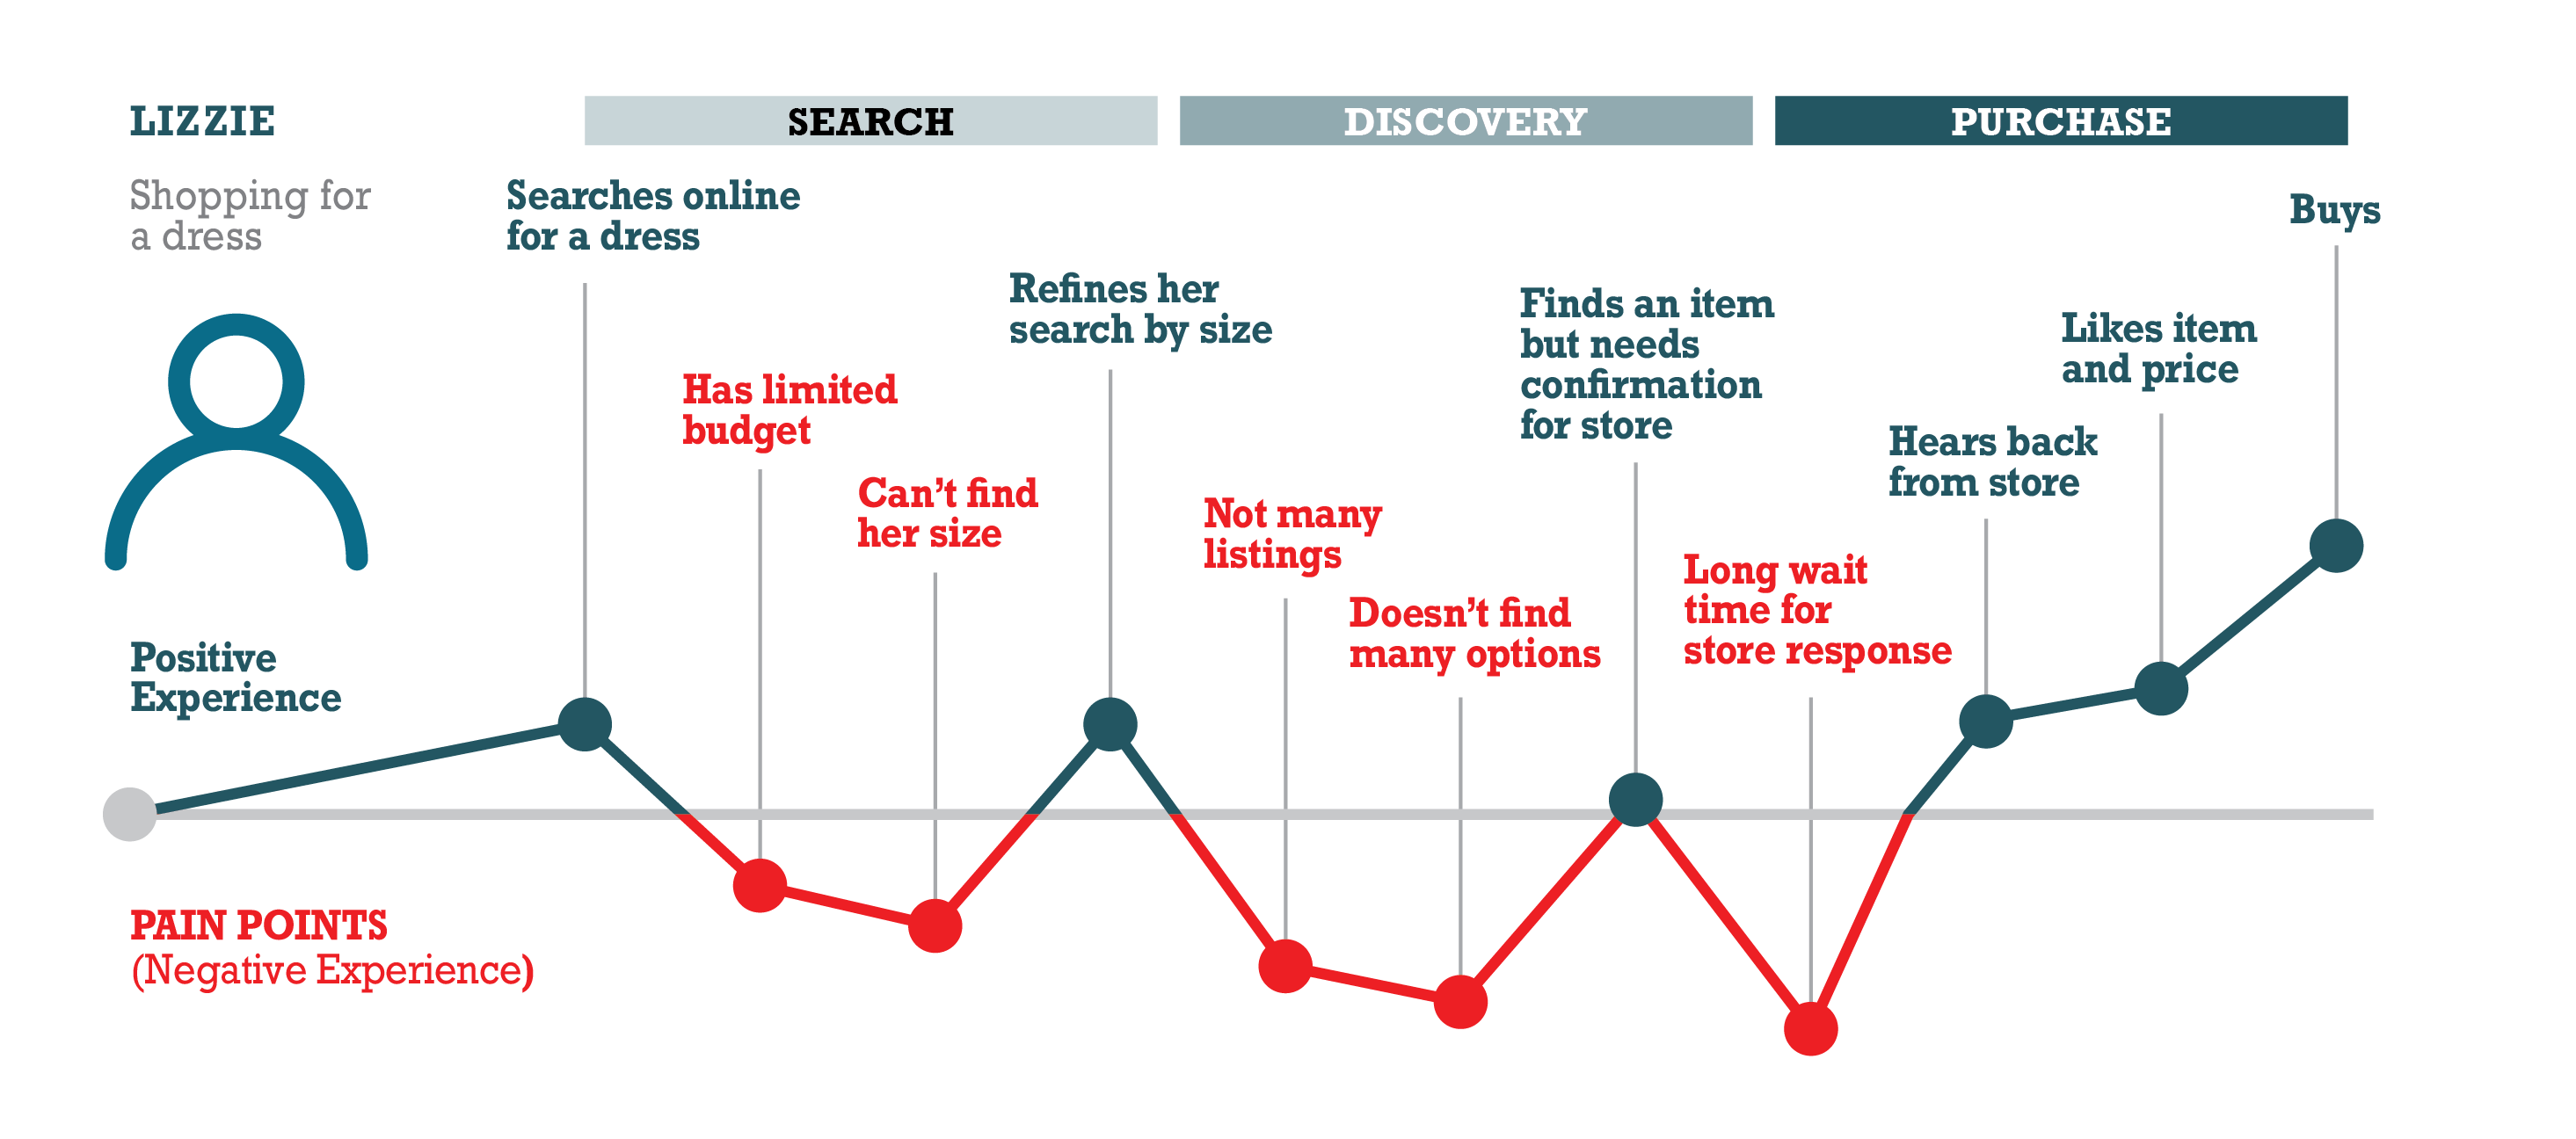 LIZZIE
Shopping for
a dress
SEARCH
DISCOVERY
PURCHASE
Searches online
for a dress
Has limited
budget
Can’t find
her size
Refines her
search by size
Not many
listings
Doesn’t find
many options
Finds an item
but needs
confirmation
for store
Long wait
time for
store response
Hears back
from store
Likes item
and price
Buys
Positive
Experience
PAIN POINTS
(Negative Experience)